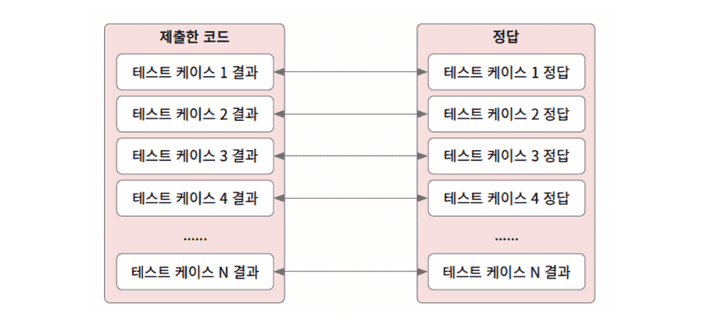 제출한 코드
테스트 케이스 1 결과
테스트 케이스 2 결과
테스트 케이스 3 결과
테스트 케이스 4 결과
......
테스트 케이스 N 결과
정답
테스트 케이스 1 정답
테스트 케이스 2 정답
테스트 케이스 3 정답
테스트 케이스 4 정답
......
테스트 케이스 N 결과